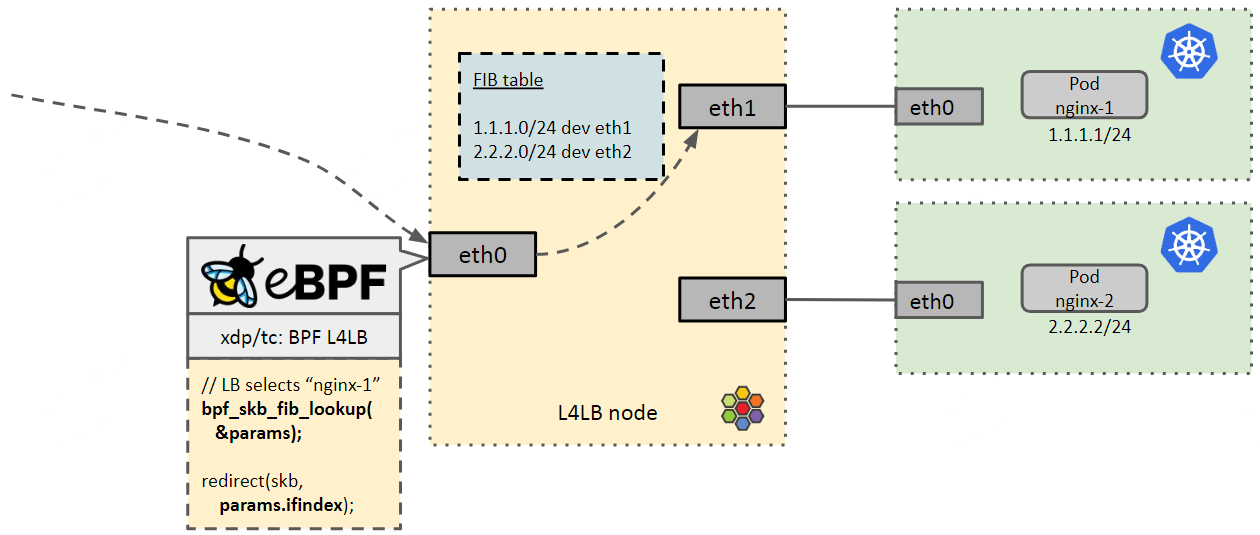 FIB table
1.1.1.0/24 dev eth1
2.2.2.0/24 dev eth2
eth1
eth0
Pod
nginx-1
1.1.1.1/24
eth0
eBPF
xdp/tc: BPF L4LB
// LB selects “nginx-1”
bpf_skb_fib_lookup(
&params);
redirect(skb,
params.ifindex);
eth2
eth0
Pod
nginx-2
2.2.2.2/24
L4LB node